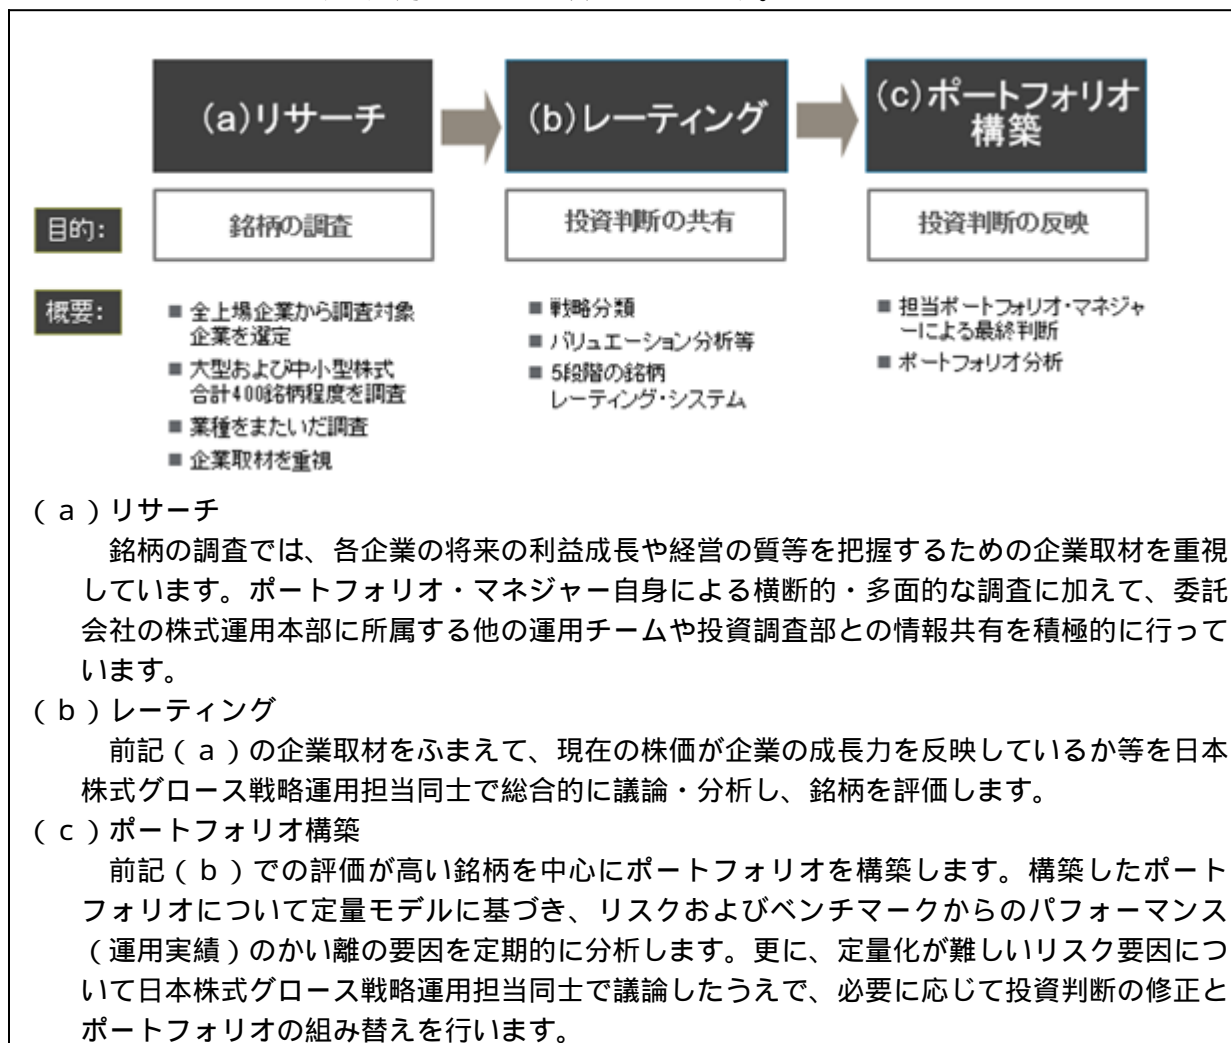 (a)リサーチ
(b)レーティング
(c)ポートフォリオ
構築
目的:
銘柄の調査
投資判断の共有
投資判断の反映
概要:
■ 全上場企業から調査対象
企業を選定
■ 大型および中小型株式
合計400銘柄程度を調査
■ 業種をまたいだ調査
■ 企業取材を重視
■ 戦略分類
■ バリュエーション分析等
■ 5段階の銘柄
レーティング・システム
■ 担当ポートフォリオ・マネジャ
ーによる最終判断
■ ポートフォリオ分析
(a)リサーチ
銘柄の調査では、各企業の将来の利益成長や経営の質等を把握するための企業取材を重視
しています。ポートフォリオ・マネジャー自身による横断的・多面的な調査に加えて、委託
会社の株式運用本部に所属する他の運用チームや投資調査部との情報共有を積極的に行って
います。
(b)レーティング
前記(a)の企業取材をふまえて、現在の株価が企業の成長力を反映しているか等を日本
株式グロース戦略運用担当同士で総合的に議論・分析し、銘柄を評価します。
(c)ポートフォリオ構築
前記(b)での評価が高い銘柄を中心にポートフォリオを構築します。構築したポート
フォリオについて定量モデルに基づき、リスクおよびベンチマークからのパフォーマンス
(運用実績)のかい離の要因を定期的に分析します。更に、定量化が難しいリスク要因につ
いて日本株式グロース戦略運用担当同士で議論したうえで、必要に応じて投資判断の修正と
ポートフォリオの組み替えを行います。